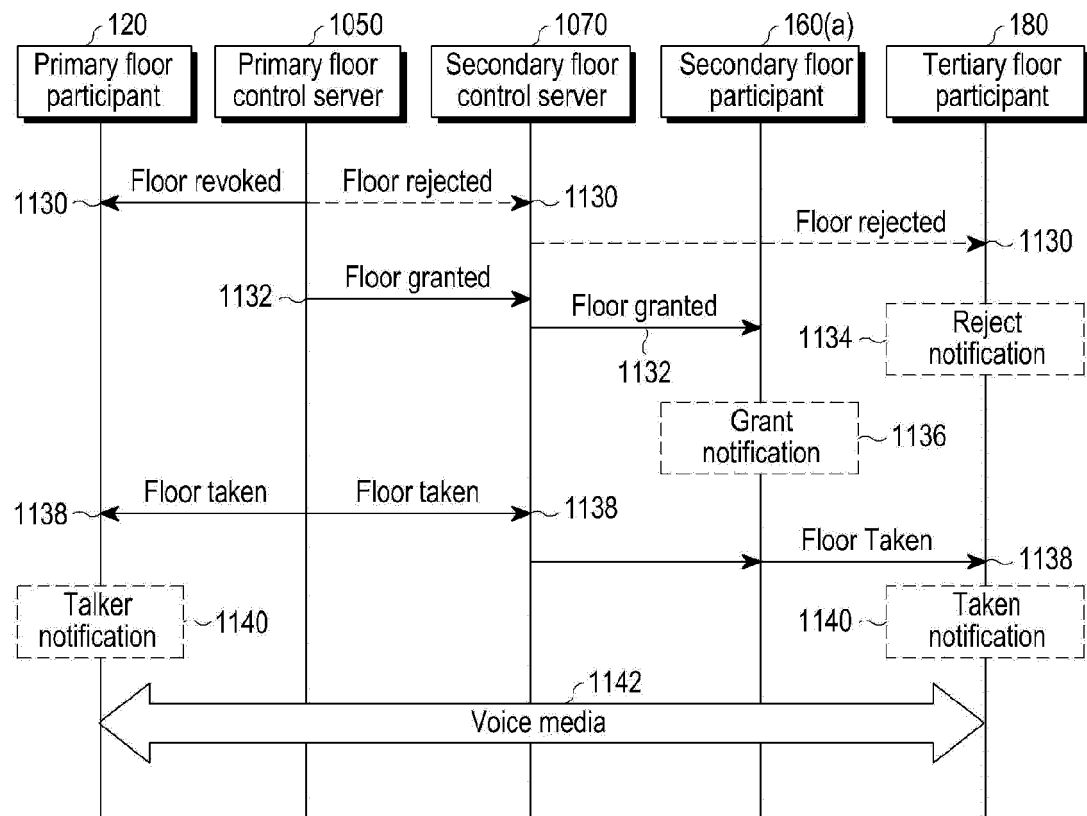 120
1050
1070
160(a)
180
Primary floor
participant
Primary floor
control server
Secondary floor
control server
Secondary floor
participant
Tertiary floor
participant
Floor revoked
Floor rejected
1130
1130
Floor rejected
1130
Floor granted
1132
Floor granted
1132
1134
Reject
notification
Grant
notification
1136
Floor taken
Floor taken
1138
1138
Floor Taken
1138
Talker
notification
1140
1140
Taken
notification
1142
Voice media